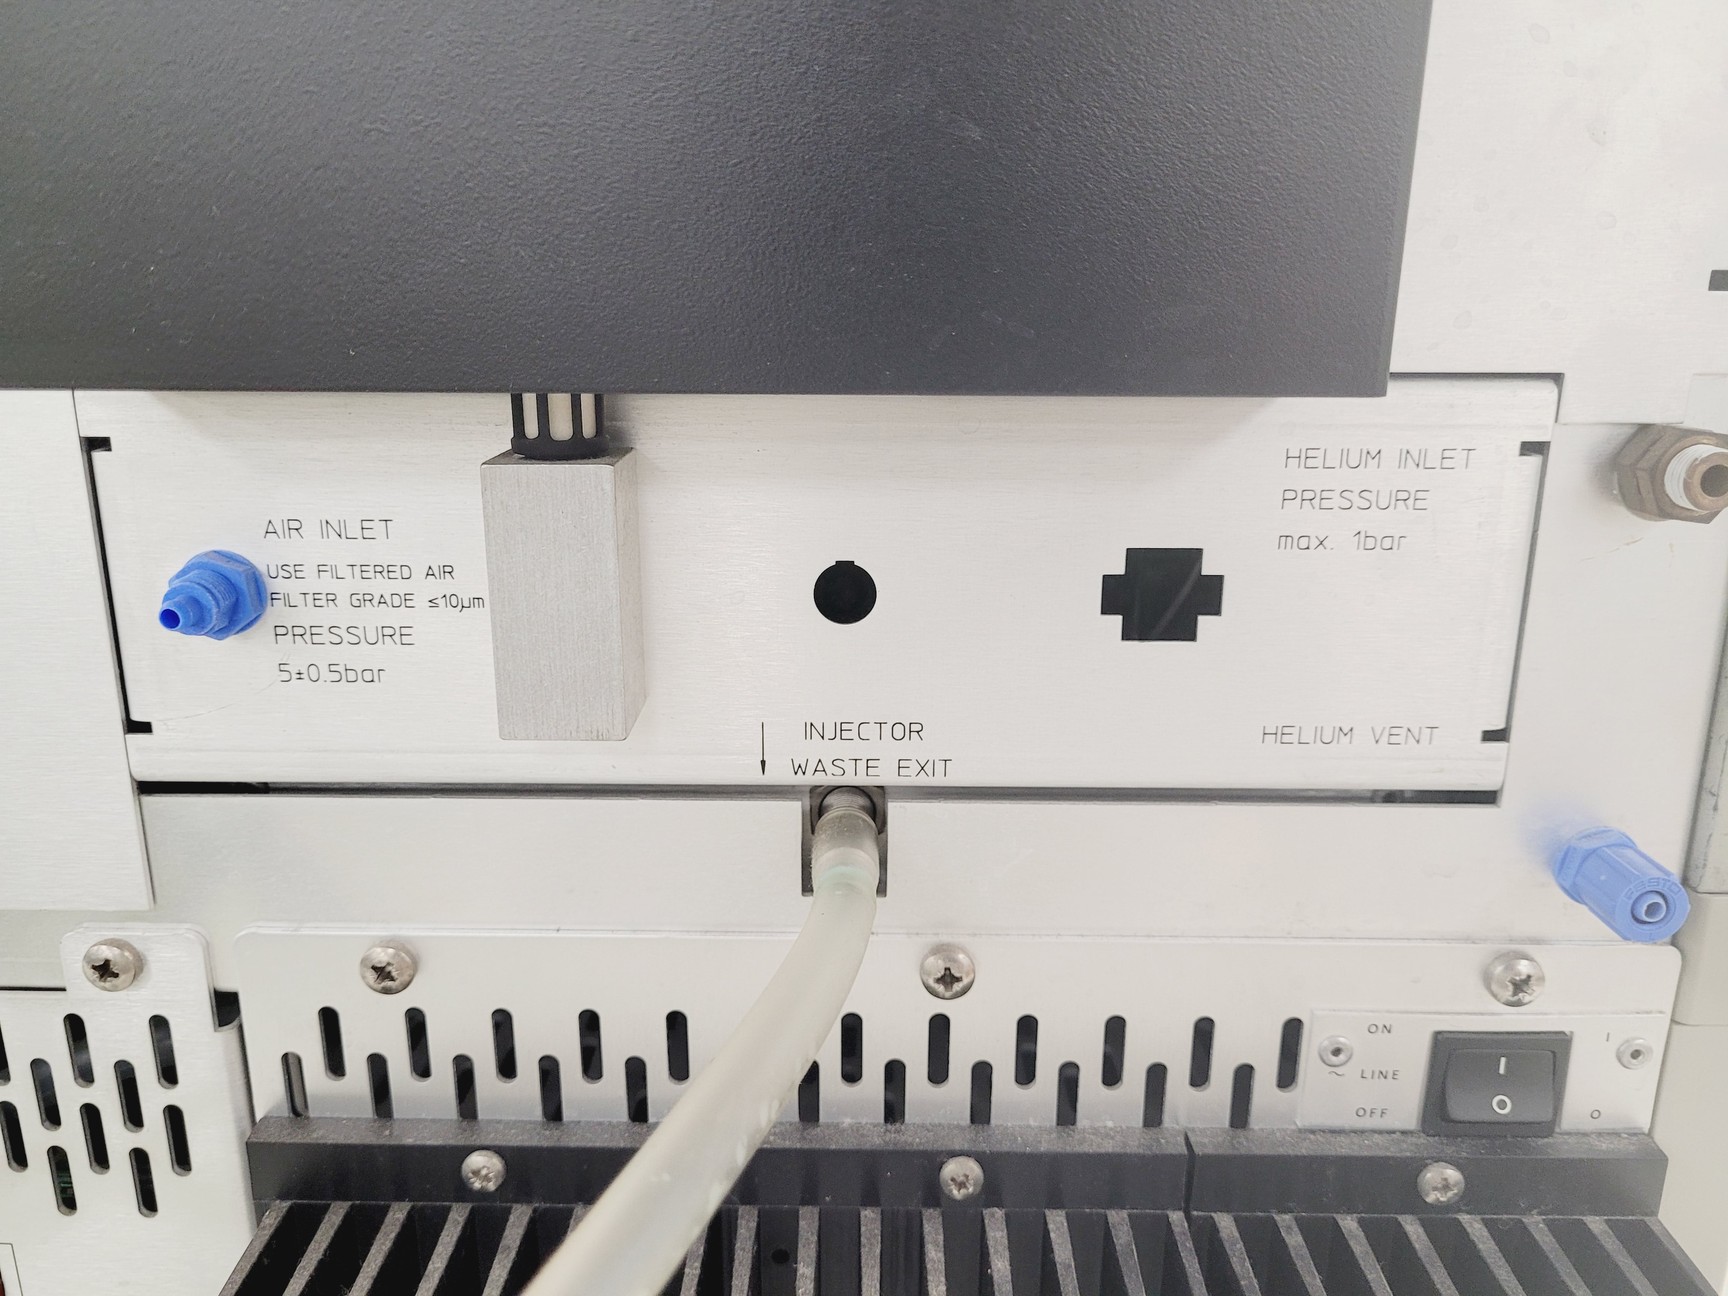 AIR INLET
USE FILTERED AIR
FILTER GRADE ≤10µm
PRESSURE
5±0.5bar
HELIUM INLET
PRESSURE
max. 1bar
↓ INJECTOR
WASTE EXIT
HELIUM VENT
FESTO
ON
~ LINE
OFF
I
O
I
O